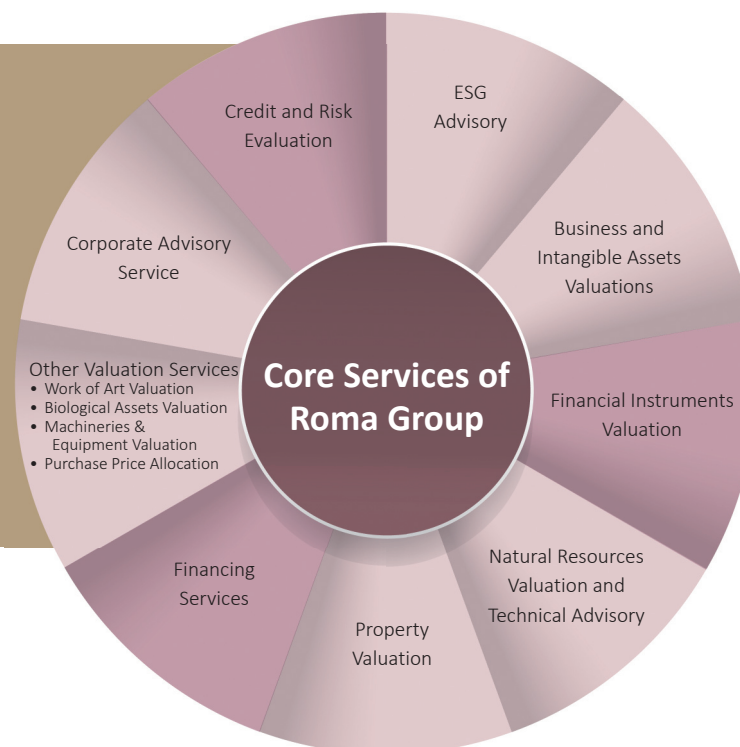 Core Services of
Roma Group
ESG
Advisory
Business and
Intangible Assets
Valuations
Financial Instruments
Valuation
Natural Resources
Valuation and
Technical Advisory
Property
Valuation
Financing
Services
Other Valuation Services
• Work of Art Valuation
• Biological Assets Valuation
• Machineries &
Equipment Valuation
• Purchase Price Allocation
Corporate Advisory
Service
Credit and Risk
Evaluation